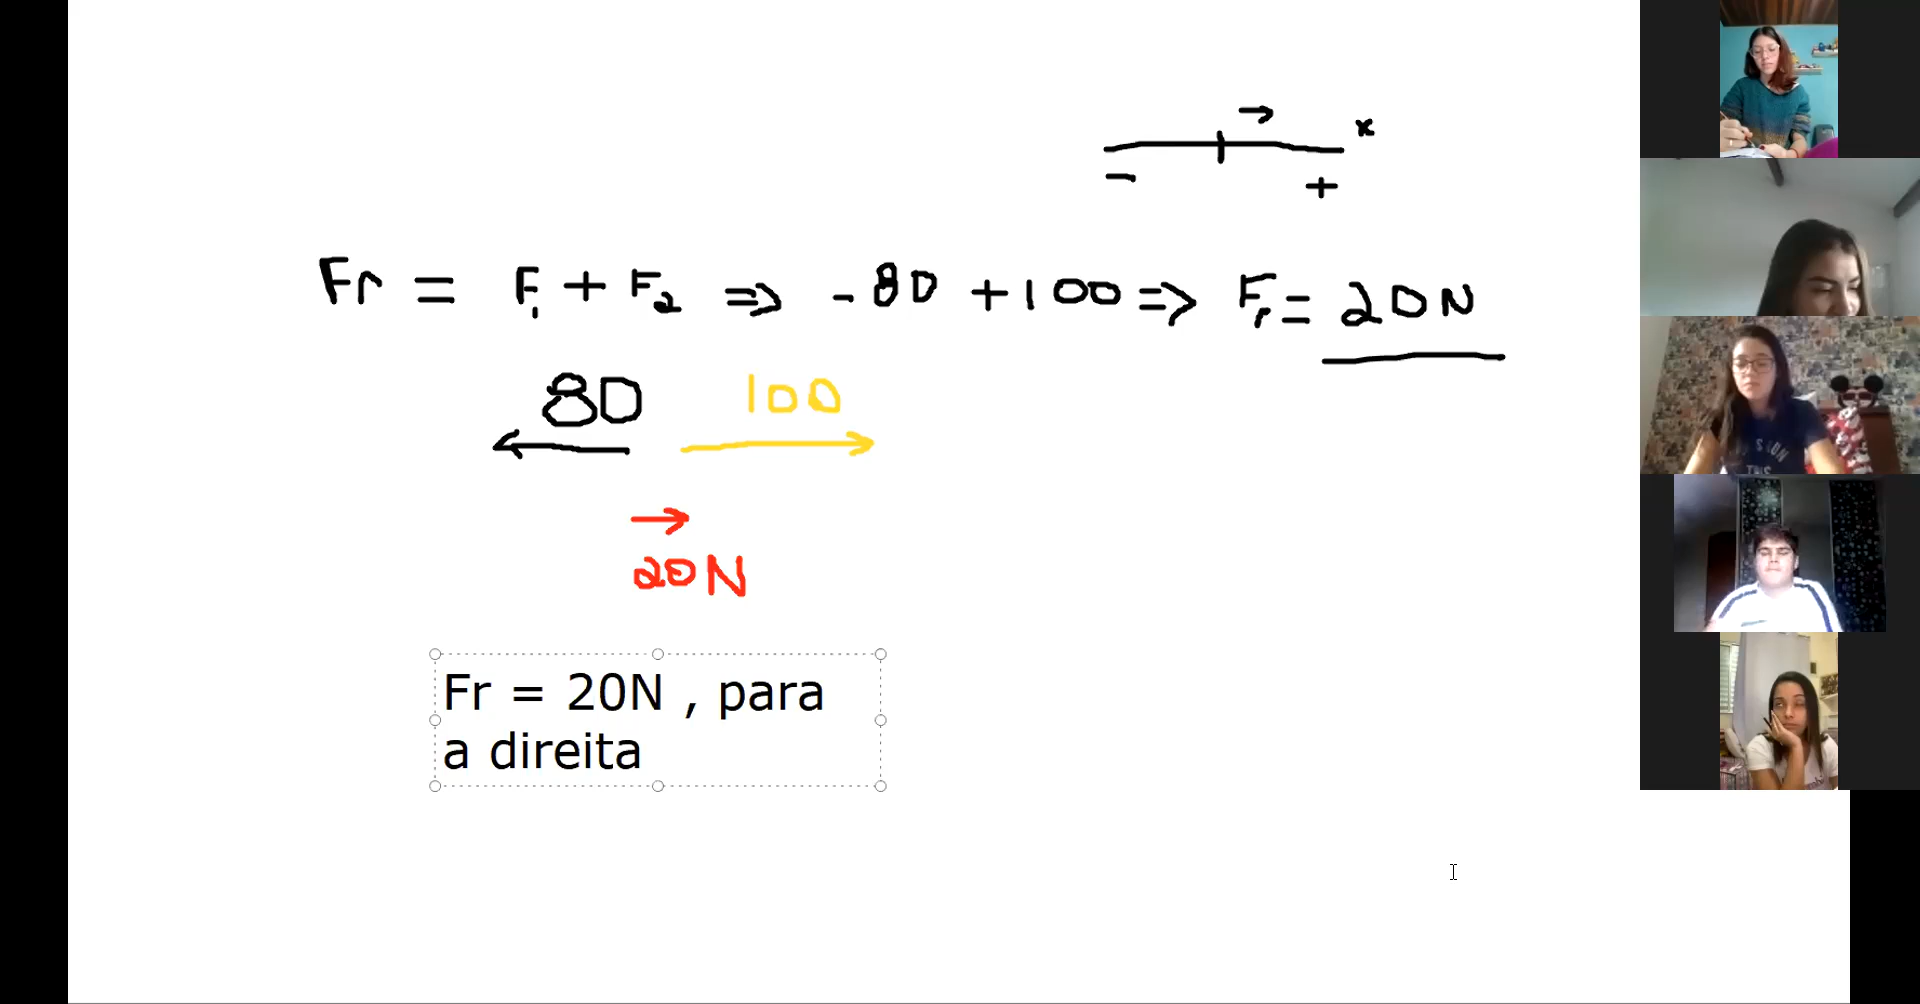 → x
- +
Fr = F1 + F2 ⇒ -80 +100 ⇒ Fr = 20N
80 100
20N
Fr = 20N , para
a direita